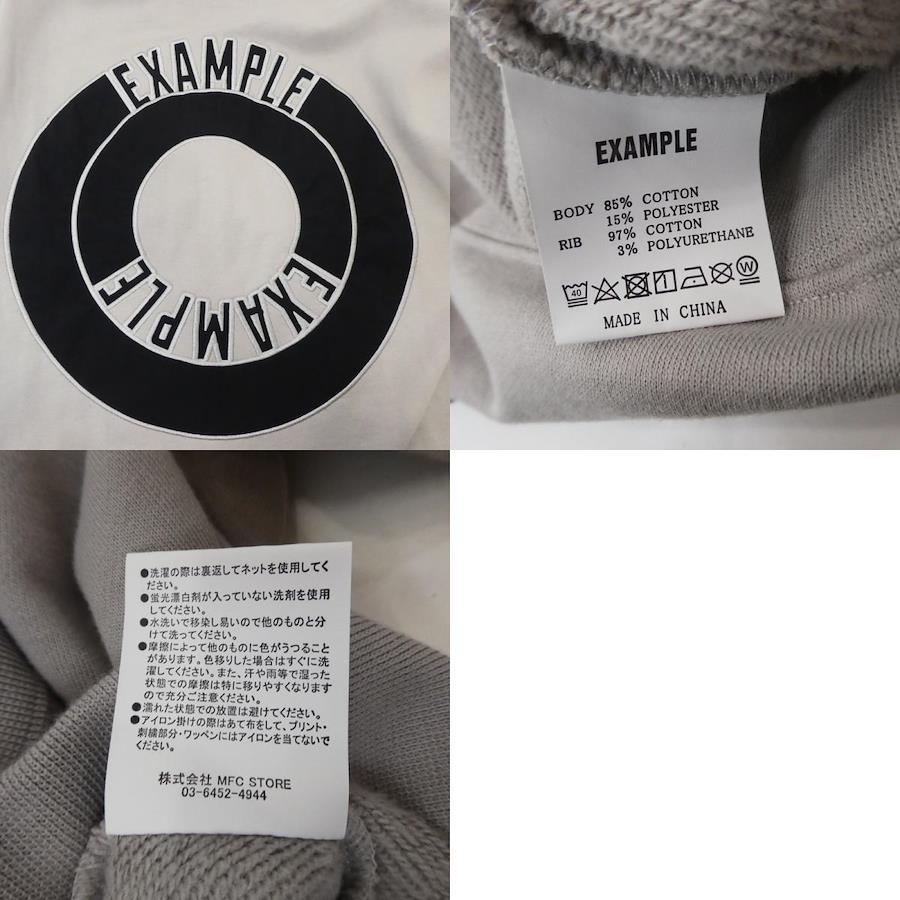 EXAMPLE
EXAMPLE
EXAMPLE
BODY 85% COTTON
15% POLYESTER
RIB 97% COTTON
3% POLYURETHANE
40 W
MADE IN CHINA
●洗濯の際は裏返してネットを使用してく
ださい。
●蛍光漂白剤が入っていない洗剤を使用
してください。
●水洗いで移染し易いので他のものと分
けて洗ってください。
●摩擦によって他のものに色がうつること
があります。色移りした場合はすぐに洗
濯してください。また、汗や雨等で湿った
状態での摩擦は特に移りやすくなります
ので充分ご注意ください。
●濡れた状態での放置は避けてください。
●アイロン掛けの際はあて布をして、プリント・
刺繍部分・ワッペンにはアイロンを当てないで
ください。
株式会社 MFC STORE
03-6452-4944